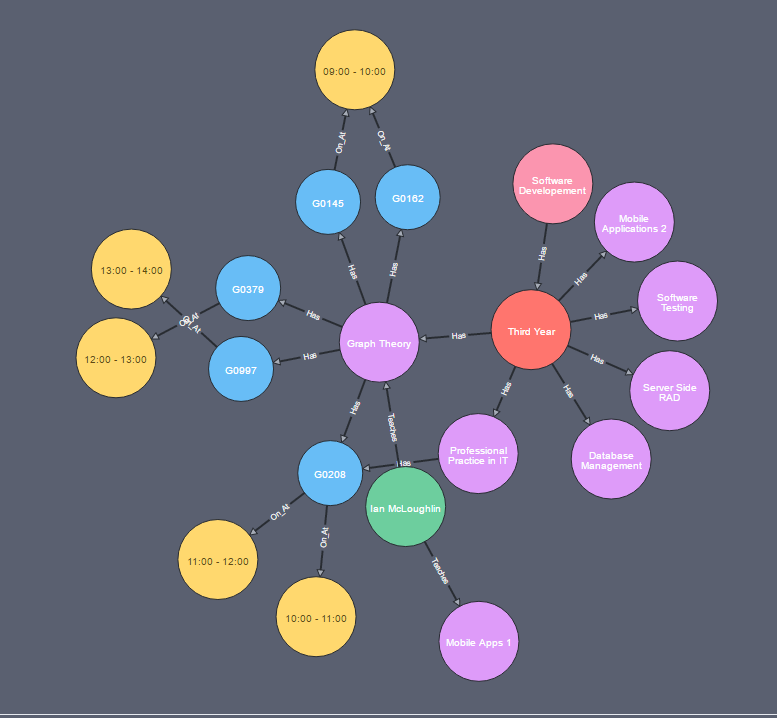 09:00 - 10:00
On_At
On_At
Software
Developement
G0145
G0162
Mobile
Applications 2
Has
Has
Has
Has
13:00 - 14:00
G0379
On_At
On_At
Has
Software
Testing
Has
Third Year
Has
Graph Theory
12:00 - 13:00
G0997
Has
Has
Server Side
RAD
Has
Has
Has
Teaches
Professional
Practice in IT
Database
Management
Has
G0208
Ian McLoughlin
On_At
On_At
11:00 - 12:00
Teaches
10:00 - 11:00
Mobile Apps 1